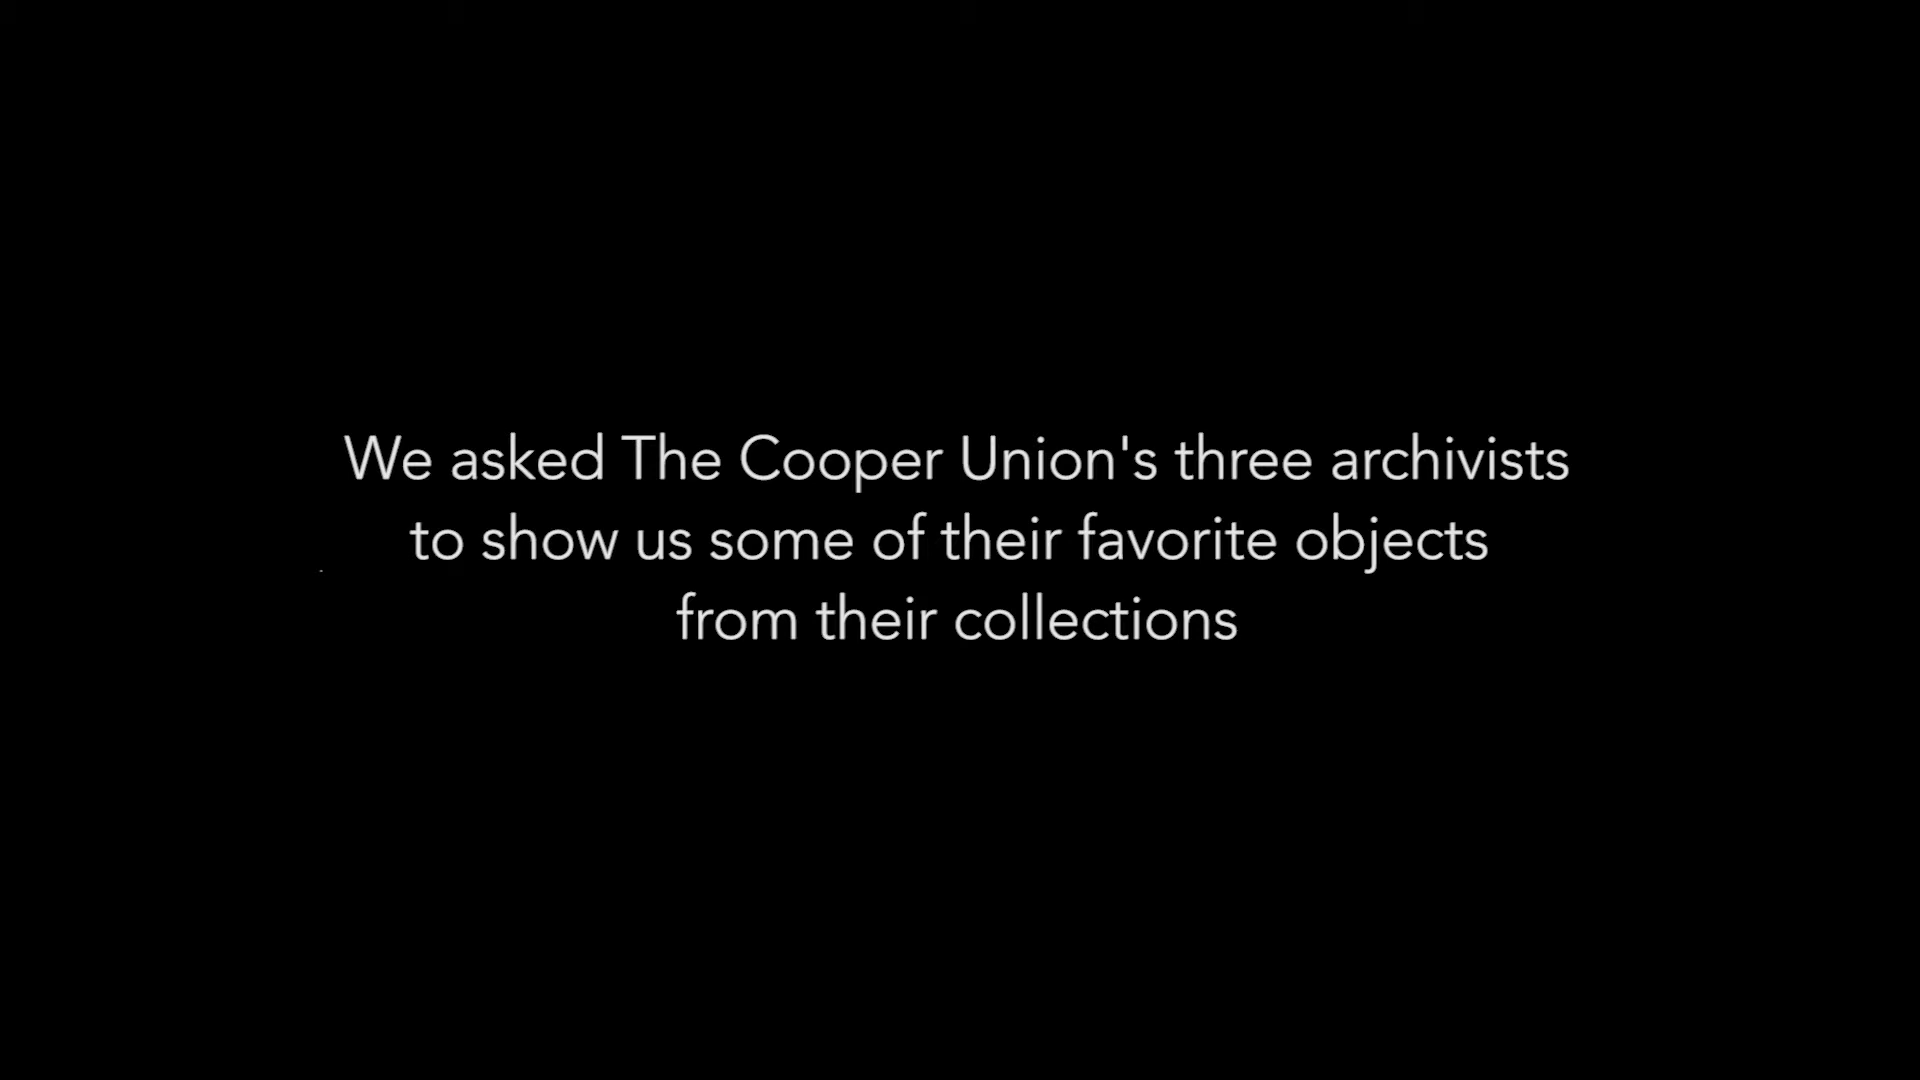 We asked The Cooper Union's three archivists
to show us some of their favorite objects
from their collections